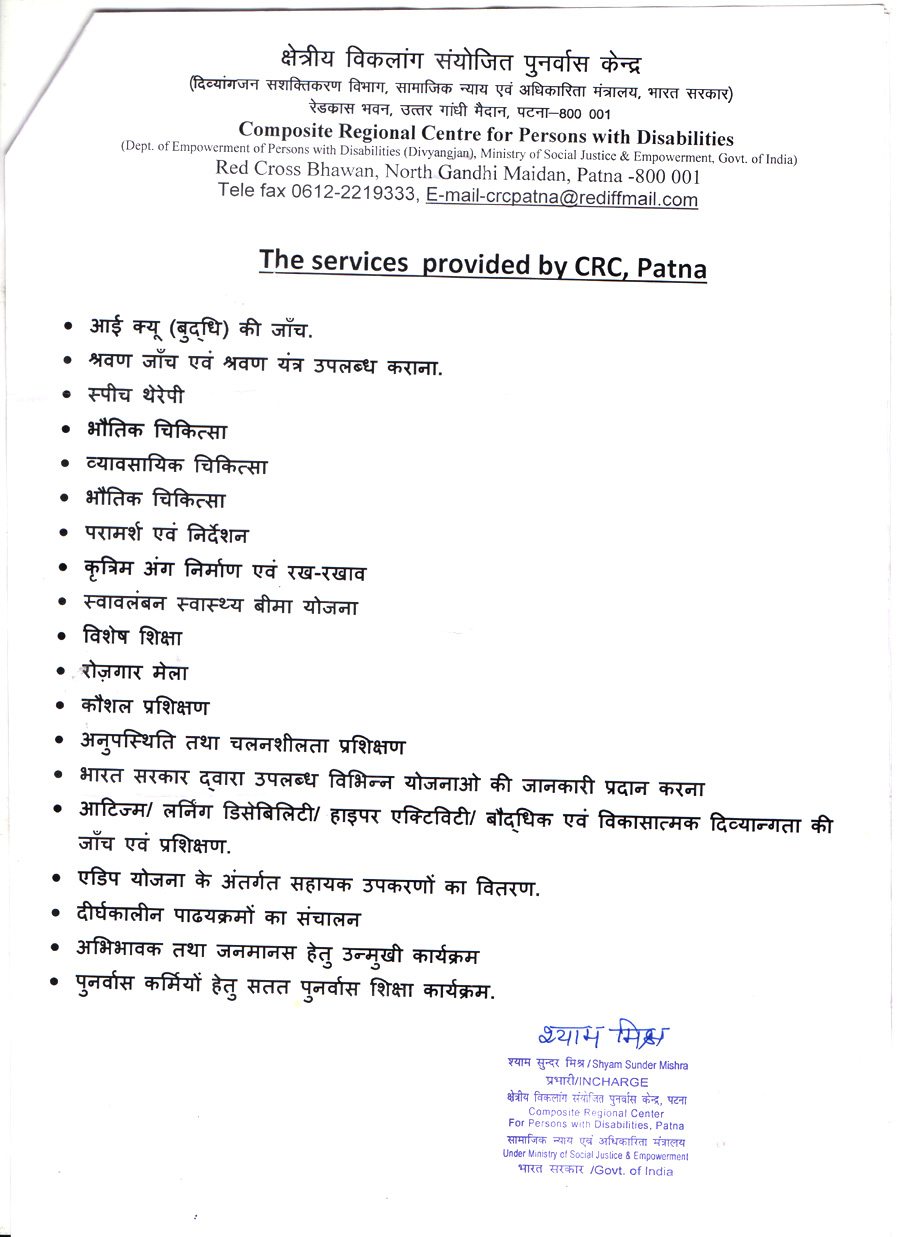 क्षेत्रीय विकलांग संयोजित पुनर्वास केन्द्र
(दिव्यांगजन सशक्तिकरण विभाग, सामाजिक न्याय एवं अधिकारिता मंत्रालय, भारत सरकार)
रेडकास भवन, उत्तर गांधी मैदान, पटना–800 001
Composite Regional Centre for Persons with Disabilities
(Dept. of Empowerment of Persons with Disabilities (Divyangjan), Ministry of Social Justice & Empowerment, Govt. of India)
Red Cross Bhawan, North Gandhi Maidan, Patna -800 001
Tele fax 0612-2219333, E-mail-crcpatna@rediffmail.com
The services provided by CRC, Patna
• आई क्यू (बुद्धि) की जाँच.
• श्रवण जाँच एवं श्रवण यंत्र उपलब्ध कराना.
• स्पीच थेरेपी
• भौतिक चिकित्सा
• व्यावसायिक चिकित्सा
• भौतिक चिकित्सा
• परामर्श एवं निर्देशन
• कृत्रिम अंग निर्माण एवं रख-रखाव
• स्वावलंबन स्वास्थ्य बीमा योजना
• विशेष शिक्षा
• रोज़गार मेला
• कौशल प्रशिक्षण
• अनुपस्थिति तथा चलनशीलता प्रशिक्षण
• भारत सरकार द्वारा उपलब्ध विभिन्न योजनाओ की जानकारी प्रदान करना
• आटिज्म/ लर्निंग डिसेबिलिटी/ हाइपर एक्टिविटी/ बौद्धिक एवं विकासात्मक दिव्यान्गता की
जाँच एवं प्रशिक्षण.
• एडिप योजना के अंतर्गत सहायक उपकरणों का वितरण.
• दीर्घकालीन पाढयक्रमों का संचालन
• अभिभावक तथा जनमानस हेतु उन्मुखी कार्यक्रम
• पुनर्वास कर्मियों हेतु सतत पुनर्वास शिक्षा कार्यक्रम.
श्याम मिश्र
श्याम सुन्दर मिश्र/Shyam Sunder Mishra
प्रभारी/INCHARGE
क्षेत्रीय विकलांग संयोजित पुनर्वास केन्द्र, पटना
Composite Regional Center
For Persons with Disabilities, Patna
सामाजिक न्याय एवं अधिकारिता मंत्रालय
Under Ministry of Social Justice & Empowerment
भारत सरकार /Govt. of India